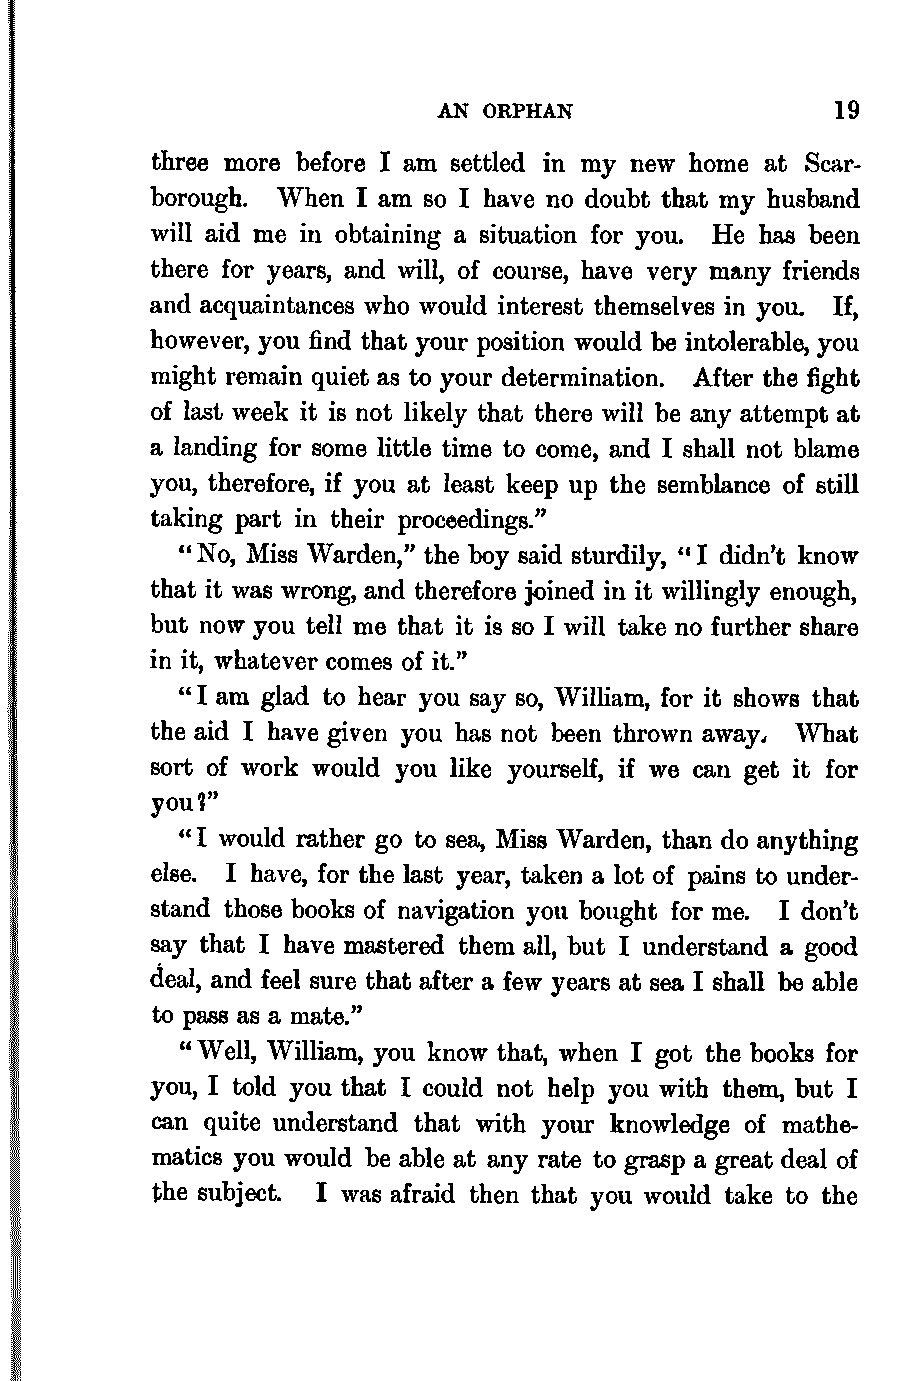 AN ORPHAN 19
three more before I am settled in my new home at Scar-
borough. When I am so I have no doubt that my husband
will aid me in obtaining a situation for you. He has been
there for years, and will, of course, have very many friends
and acquaintances who would interest themselves in you. If,
however, you find that your position would be intolerable, you
might remain quiet as to your determination. After the fight
of last week it is not likely that there will be any attempt at
a landing for some little time to come, and I shall not blame
you, therefore, if you at least keep up the semblance of still
taking part in their proceedings.”
“No, Miss Warden,” the boy said sturdily, “I didn't know
that it was wrong, and therefore joined in it willingly enough,
but now you tell me that it is so I will take no further share
in it, whatever comes of it.”
“I am glad to hear you say so, William, for it shows that
the aid I have given you has not been thrown away. What
sort of work would you like yourself, if we can get it for
you?”
“I would rather go to sea, Miss Warden, than do anything
else. I have, for the last year, taken a lot of pains to under-
stand those books of navigation you bought for me. I don't
say that I have mastered them all, but I understand a good
deal, and feel sure that after a few years at sea I shall be able
to pass as a mate.”
“Well, William, you know that, when I got the books for
you, I told you that I could not help you with them, but I
can quite understand that with your knowledge of mathe-
matics you would be able at any rate to grasp a great deal of
the subject. I was afraid then that you would take to the